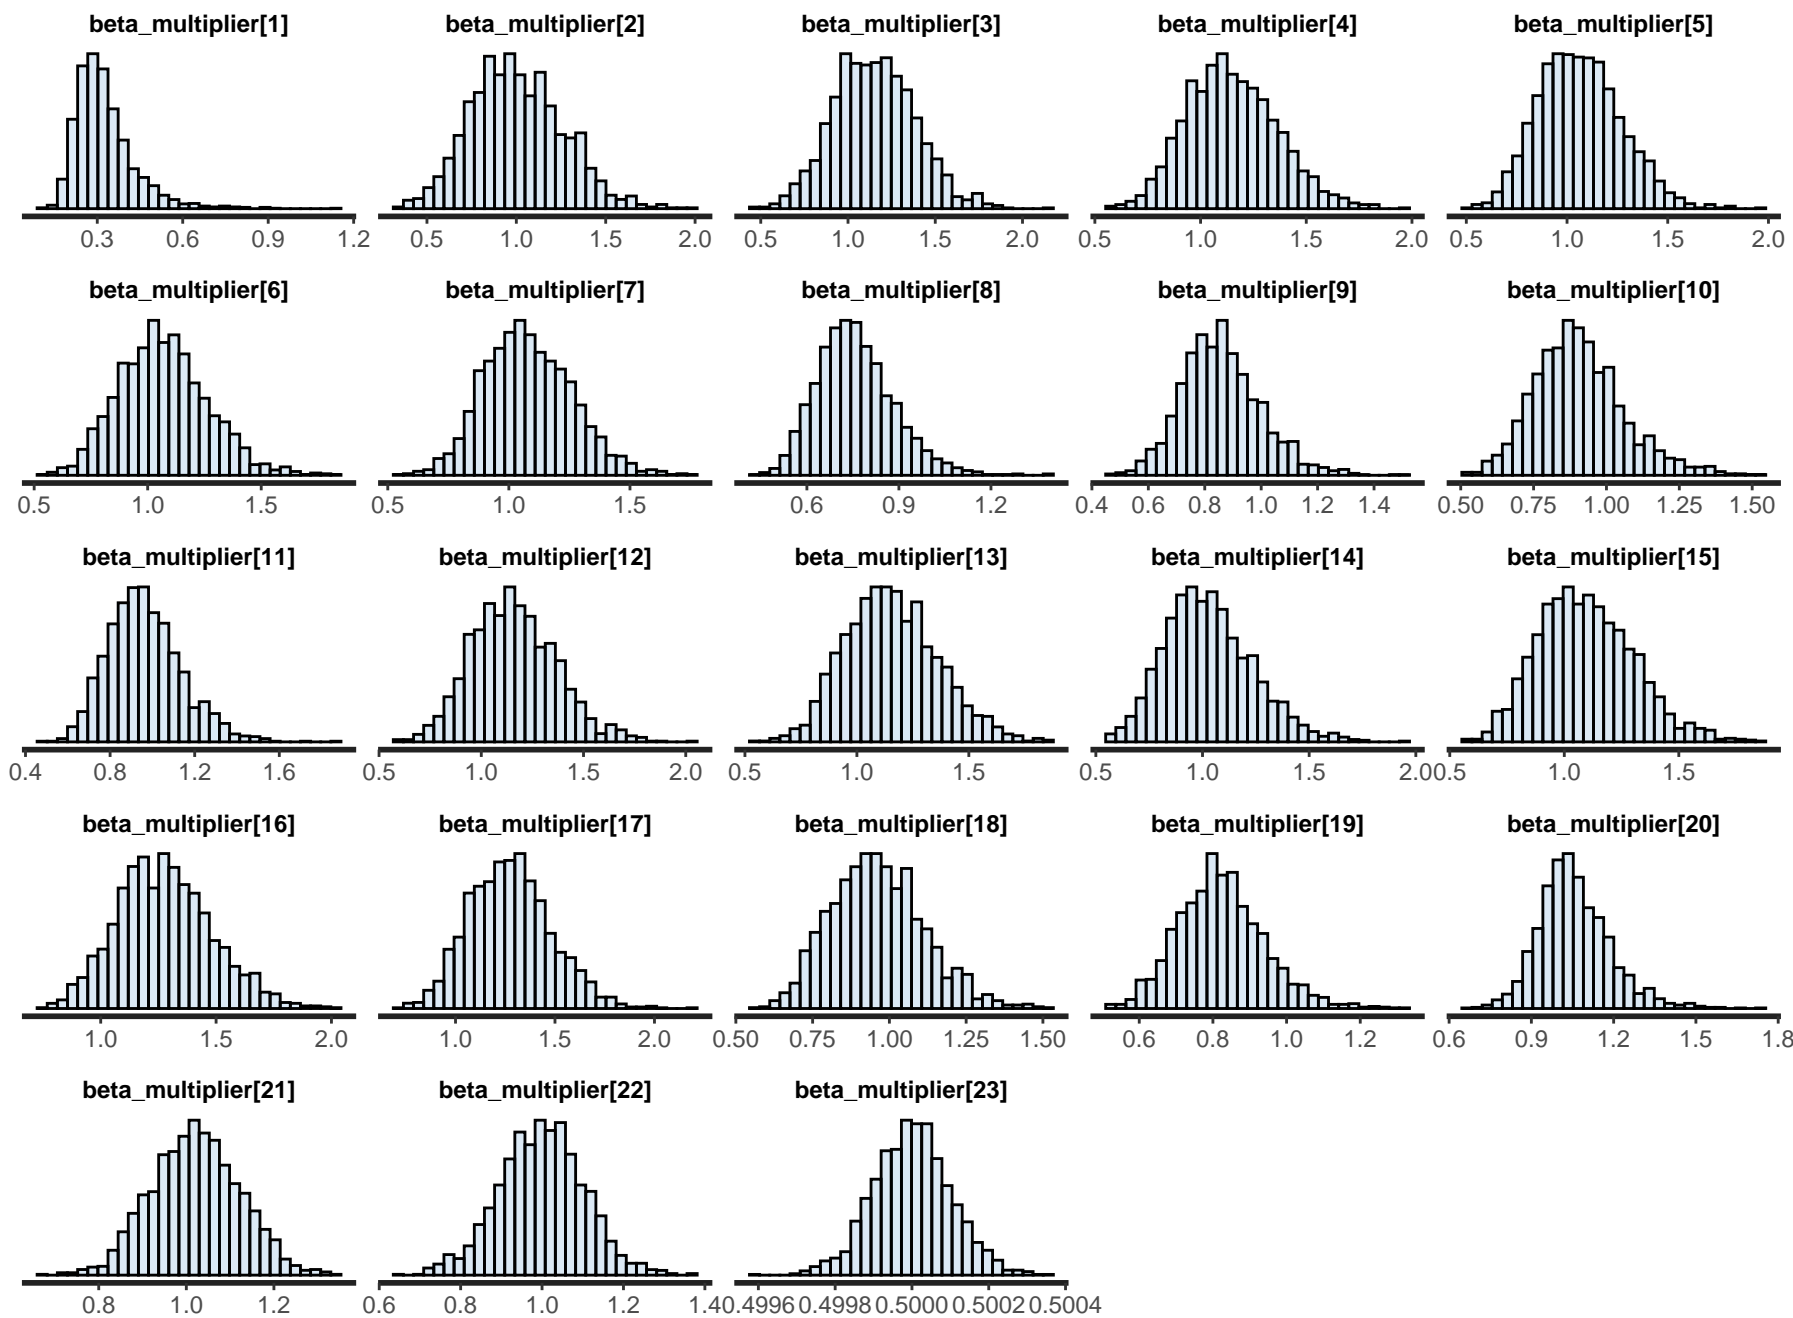 beta_multiplier[1] beta_multiplier[2] beta_multiplier[3] beta_multiplier[4] beta_multiplier[5]
0.3 0.6 0.9 1.2 0.5 1.0 1.5 2.0 0.5 1.0 1.5 2.0 0.5 1.0 1.5 2.0 0.5 1.0 1.5 2.0
beta_multiplier[6] beta_multiplier[7] beta_multiplier[8] beta_multiplier[9] beta_multiplier[10]
0.5 1.0 1.5 0.5 1.0 1.5 0.6 0.9 1.2 0.4 0.6 0.8 1.0 1.2 1.4 0.50 0.75 1.00 1.25 1.50
beta_multiplier[11] beta_multiplier[12] beta_multiplier[13] beta_multiplier[14] beta_multiplier[15]
0.4 0.8 1.2 1.6 0.5 1.0 1.5 2.0 0.5 1.0 1.5 0.5 1.0 1.5 2.0 0.5 1.0 1.5
beta_multiplier[16] beta_multiplier[17] beta_multiplier[18] beta_multiplier[19] beta_multiplier[20]
1.0 1.5 2.0 1.0 1.5 2.0 0.50 0.75 1.00 1.25 1.50 0.6 0.8 1.0 1.2 0.6 0.9 1.2 1.5 1.8
beta_multiplier[21] beta_multiplier[22] beta_multiplier[23]
0.8 1.0 1.2 0.6 0.8 1.0 1.2 1.4 0.4996 0.4998 0.5000 0.5002 0.5004